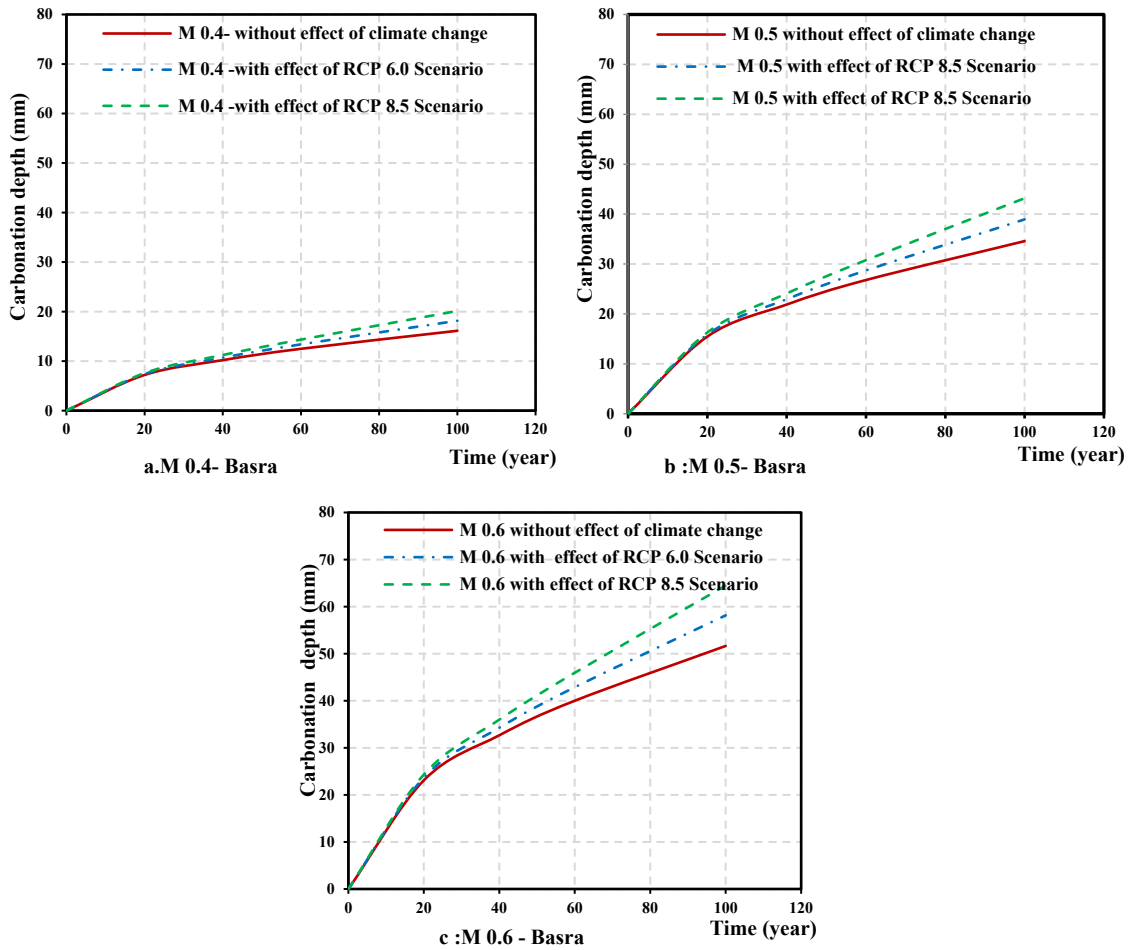 M 0.4- without effect of climate change
M 0.4 -with effect of RCP 6.0 Scenario
M 0.4 -with effect of RCP 8.5 Scenario
Carbonation depth (mm)
80
70
60
50
40
30
20
10
0
0 20 40 60 80 100 120
Time (year)
a.M 0.4- Basra
M 0.5 without effect of climate change
M 0.5 with effect of RCP 8.5 Scenario
M 0.5 with effect of RCP 8.5 Scenario
Carbonation depth (mm)
80
70
60
50
40
30
20
10
0
0 20 40 60 80 100 120
Time (year)
b :M 0.5- Basra
M 0.6 without effect of climate change
M 0.6 with effect of RCP 6.0 Scenario
M 0.6 with effect of RCP 8.5 Scenario
Carbonation depth (mm)
80
70
60
50
40
30
20
10
0
0 20 40 60 80 100 120
Time (year)
c :M 0.6 - Basra